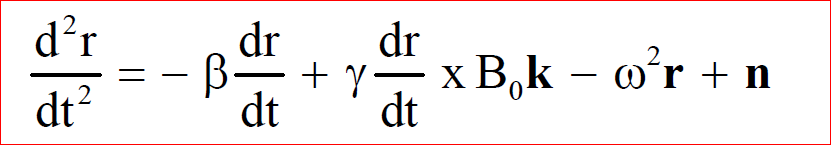 d²r/dt² = − β dr/dt + γ dr/dt x B₀k − ω²r + n